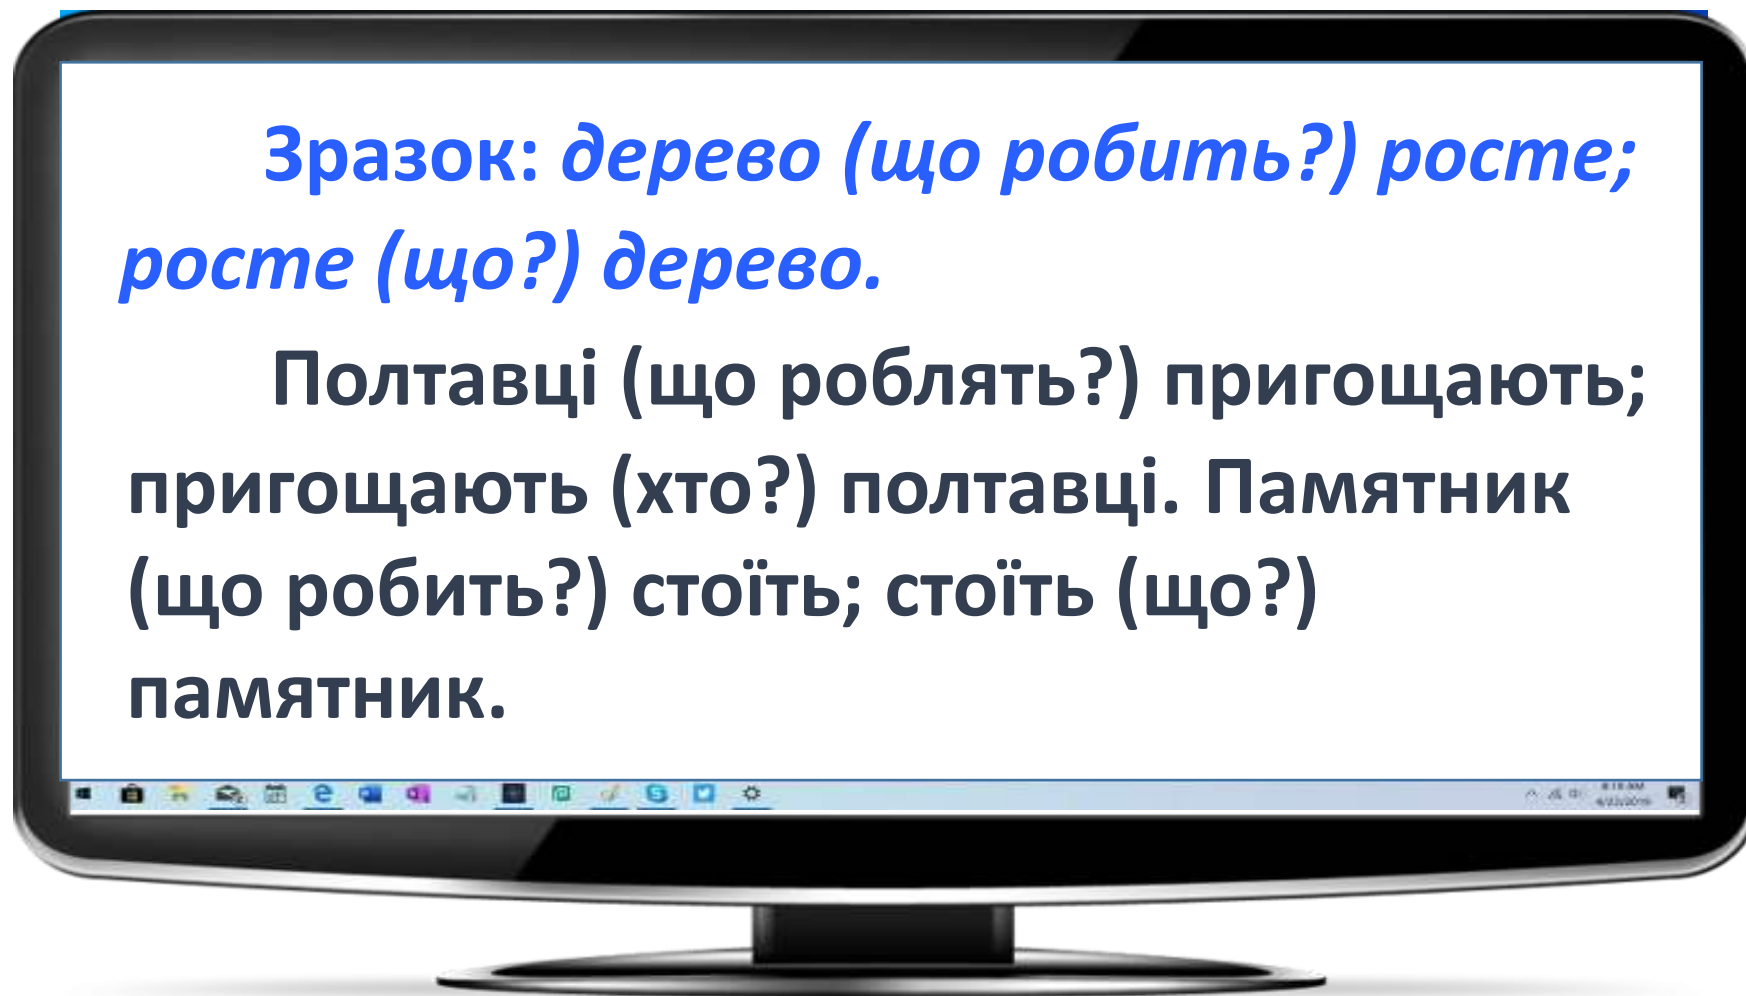 Зразок: дерево (що робить?) росте;
росте (що?) дерево.
Полтавці (що роблять?) пригощають;
пригощають (хто?) полтавці. Памятник
(що робить?) стоїть; стоїть (що?)
памятник.